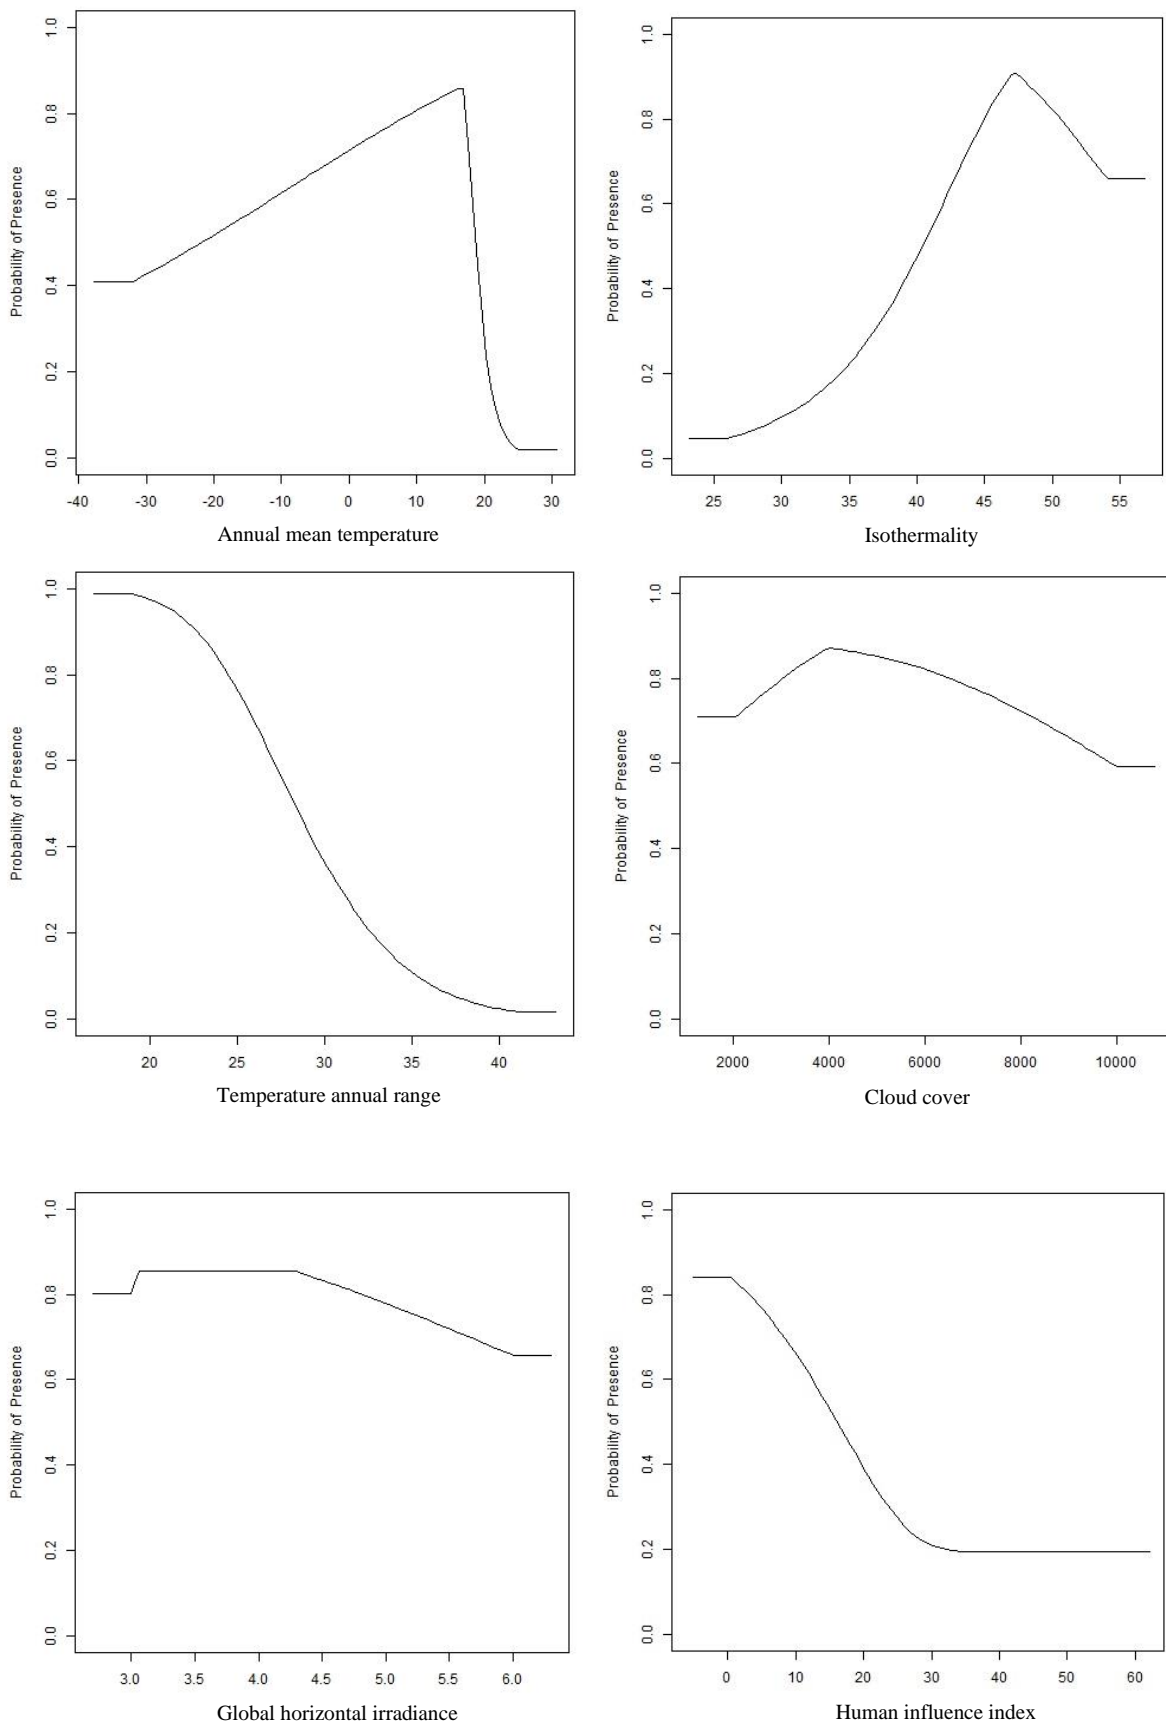 Probability of Presence
1.0
0.8
0.6
0.4
0.2
0.0
-40 -30 -20 -10 0 10 20 30
Annual mean temperature
Probability of Presence
1.0
0.8
0.6
0.4
0.2
0.0
25 30 35 40 45 50 55
Isothermality
Probability of Presence
1.0
0.8
0.6
0.4
0.2
0.0
20 25 30 35 40
Temperature annual range
Probability of Presence
1.0
0.8
0.6
0.4
0.2
0.0
2000 4000 6000 8000 10000
Cloud cover
Probability of Presence
1.0
0.8
0.6
0.4
0.2
0.0
3.0 3.5 4.0 4.5 5.0 5.5 6.0
Global horizontal irradiance
Probability of Presence
1.0
0.8
0.6
0.4
0.2
0.0
0 10 20 30 40 50 60
Human influence index